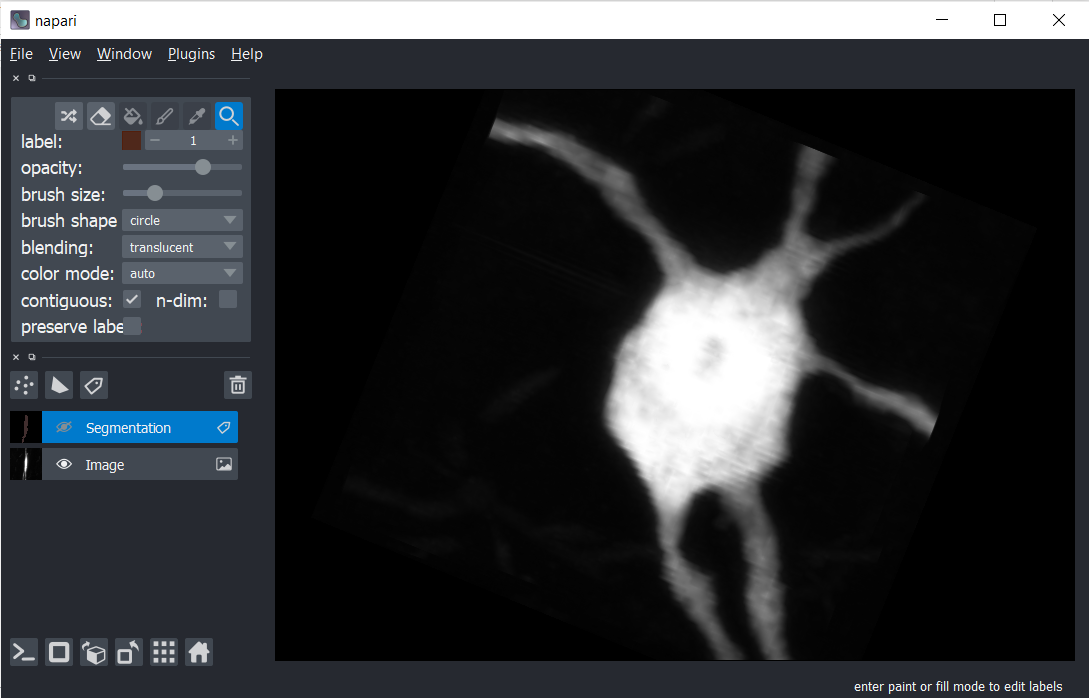 napari
File View Window Plugins Help
label: 1
opacity:
brush size:
brush shape circle
blending: translucent
color mode: auto
contiguous: n-dim:
preserve labe
Segmentation
Image
enter paint or fill mode to edit labels